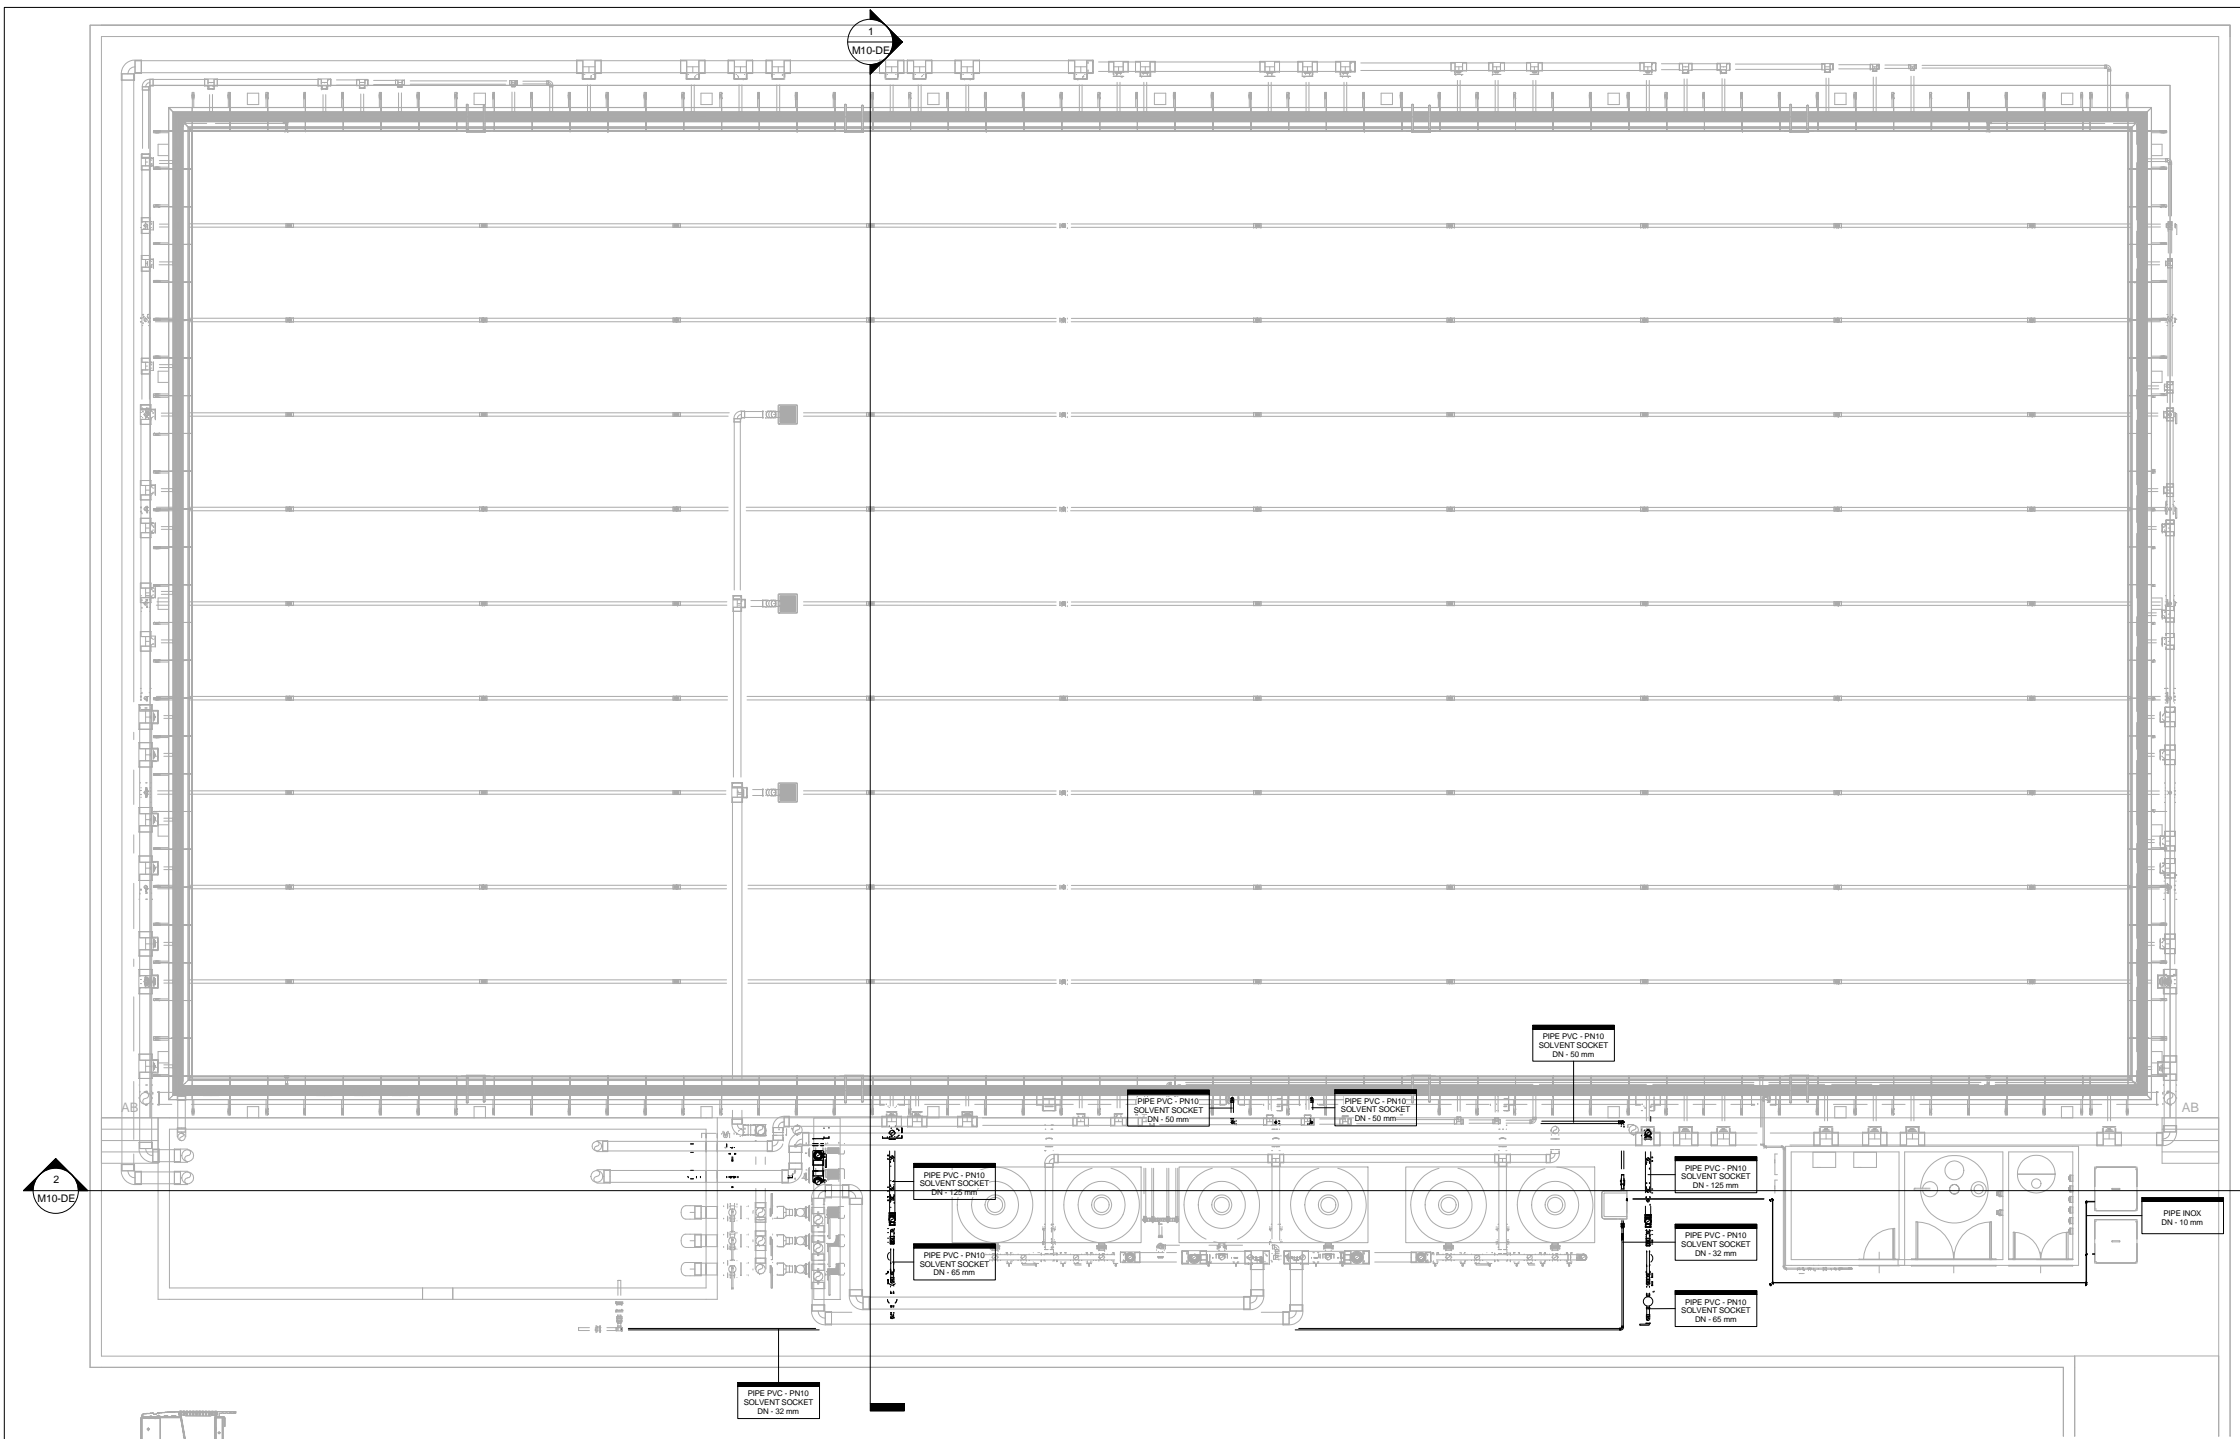 1
M10-DE
PIPE PVC - PN10
SOLVENT SOCKET
DN - 50 mm
PIPE PVC - PN10
SOLVENT SOCKET
DN - 50 mm
PIPE PVC - PN10
SOLVENT SOCKET
DN - 50 mm
AB
AB
2
M10-DE
PIPE PVC - PN10
SOLVENT SOCKET
DN - 125 mm
PIPE PVC - PN10
SOLVENT SOCKET
DN - 125 mm
PIPE INOX
DN - 10 mm
PIPE PVC - PN10
SOLVENT SOCKET
DN - 32 mm
PIPE PVC - PN10
SOLVENT SOCKET
DN - 65 mm
PIPE PVC - PN10
SOLVENT SOCKET
DN - 65 mm
PIPE PVC - PN10
SOLVENT SOCKET
DN - 32 mm